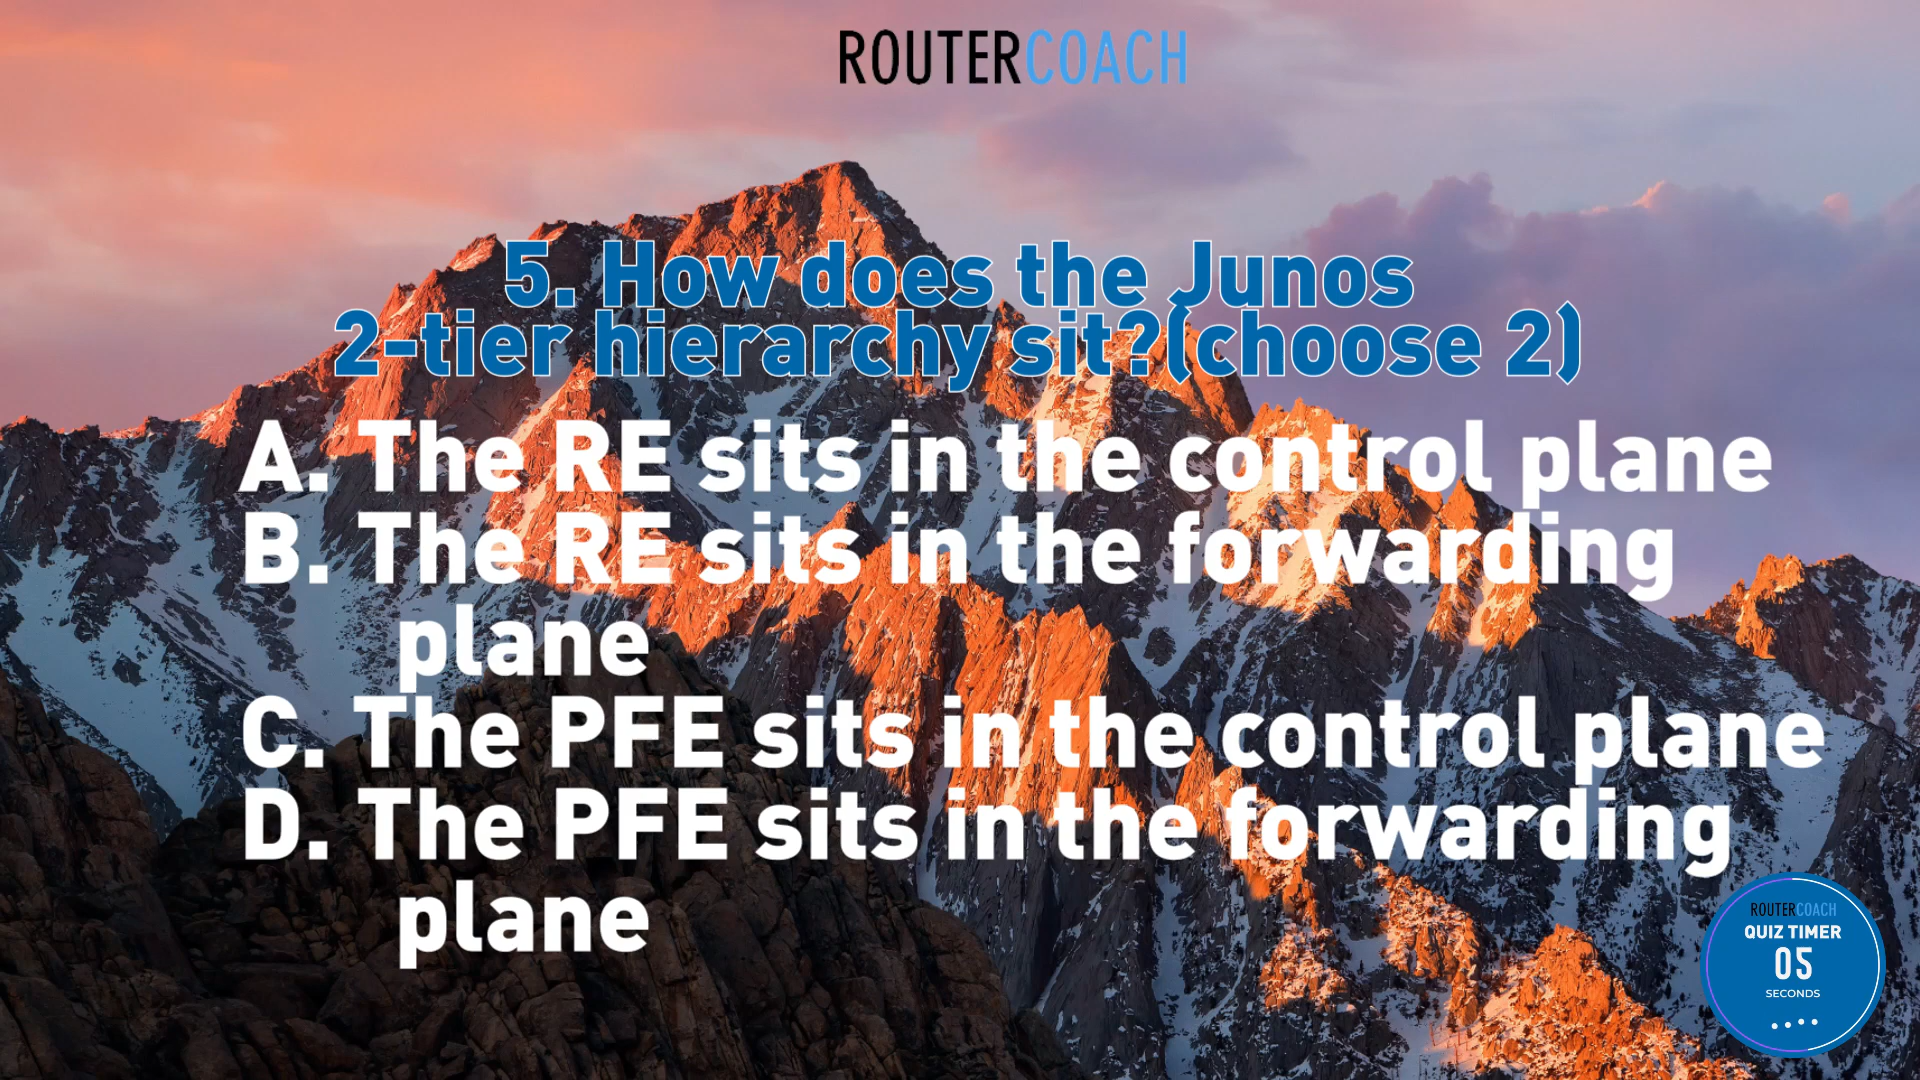 ROUTERCOACH
5. How does the Junos
2-tier hierarchy sit?(choose 2)
A. The RE sits in the control plane
B. The RE sits in the forwarding
plane
C. The PFE sits in the control plane
D. The PFE sits in the forwarding
plane
ROUTERCOACH
QUIZ TIMER
05
SECONDS